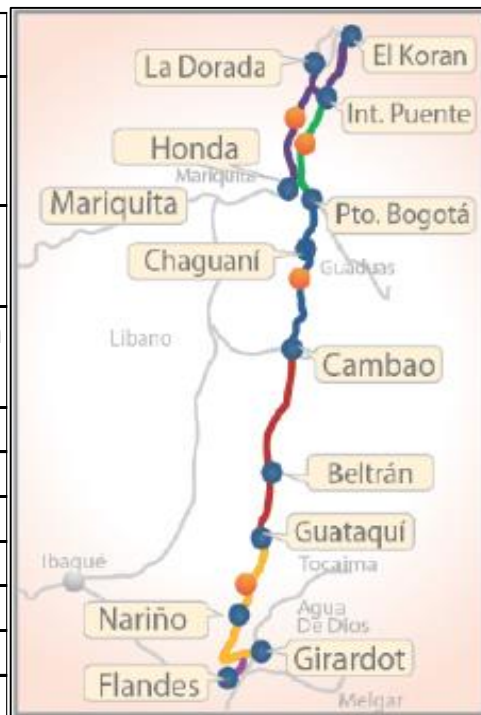 El Koran
La Dorada
Int. Puente
Honda
Mariquita
Mariquita
Pto. Bogotá
Chaguaní
Guaduas
Líbano
Cambao
Beltrán
Guataquí
Tocaima
Ibagué
Nariño
Agua
De Dios
Girardot
Flandes
Melgar